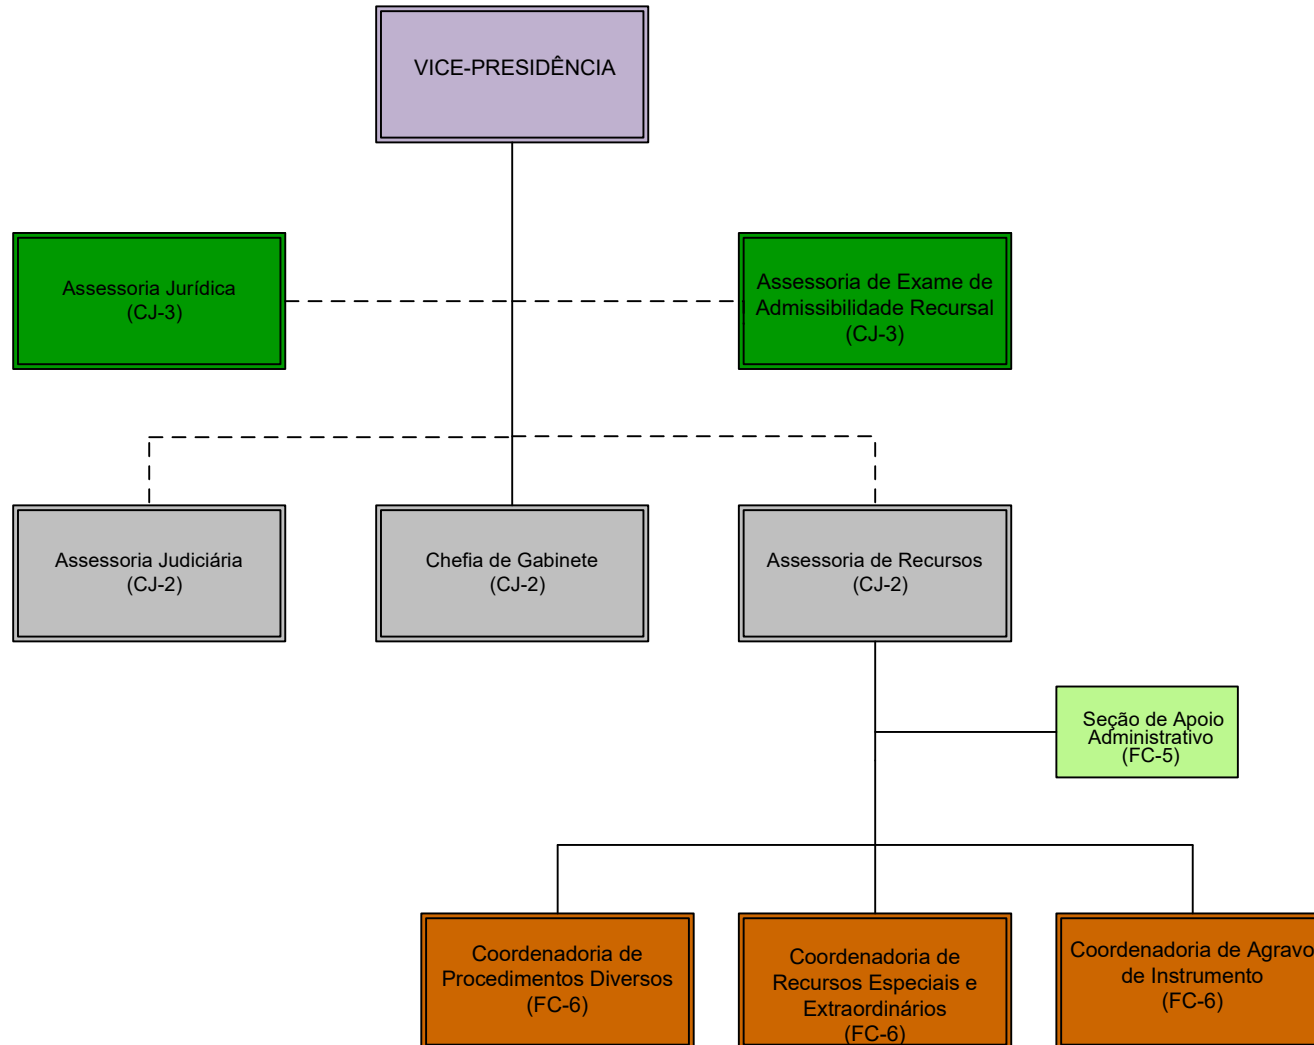 VICE-PRESIDÊNCIA
Assessoria Jurídica
(CJ-3)
Assessoria de Exame de
Admissibilidade Recursal
(CJ-3)
Assessoria Judiciária
(CJ-2)
Chefia de Gabinete
(CJ-2)
Assessoria de Recursos
(CJ-2)
Seção de Apoio
Administrativo
(FC-5)
Coordenadoria de
Procedimentos Diversos
(FC-6)
Coordenadoria de
Recursos Especiais e
Extraordinários
(FC-6)
Coordenadoria de Agravo
de Instrumento
(FC-6)